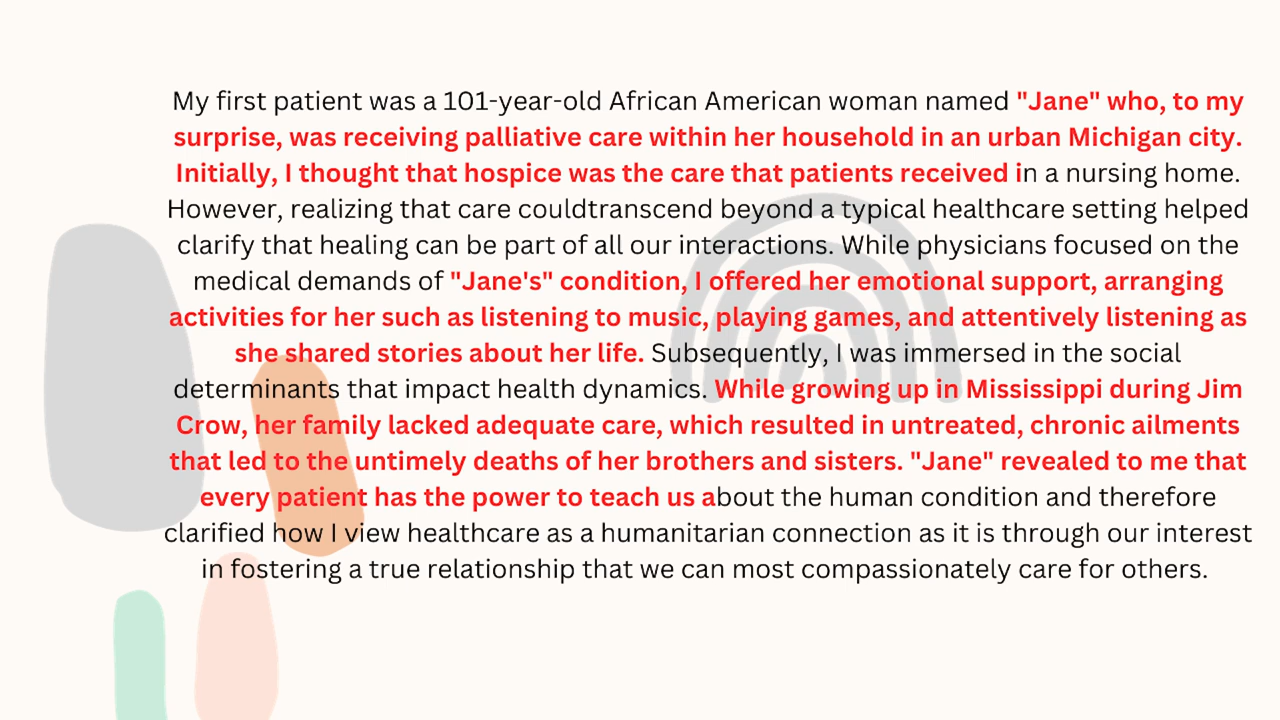 My first patient was a 101-year-old African American woman named "Jane" who, to my
surprise, was receiving palliative care within her household in an urban Michigan city.
Initially, I thought that hospice was the care that patients received in a nursing home.
However, realizing that care couldtranscend beyond a typical healthcare setting helped
clarify that healing can be part of all our interactions. While physicians focused on the
medical demands of "Jane's" condition, I offered her emotional support, arranging
activities for her such as listening to music, playing games, and attentively listening as
she shared stories about her life. Subsequently, I was immersed in the social
determinants that impact health dynamics. While growing up in Mississippi during Jim
Crow, her family lacked adequate care, which resulted in untreated, chronic ailments
that led to the untimely deaths of her brothers and sisters. "Jane" revealed to me that
every patient has the power to teach us about the human condition and therefore
clarified how I view healthcare as a humanitarian connection as it is through our interest
in fostering a true relationship that we can most compassionately care for others.